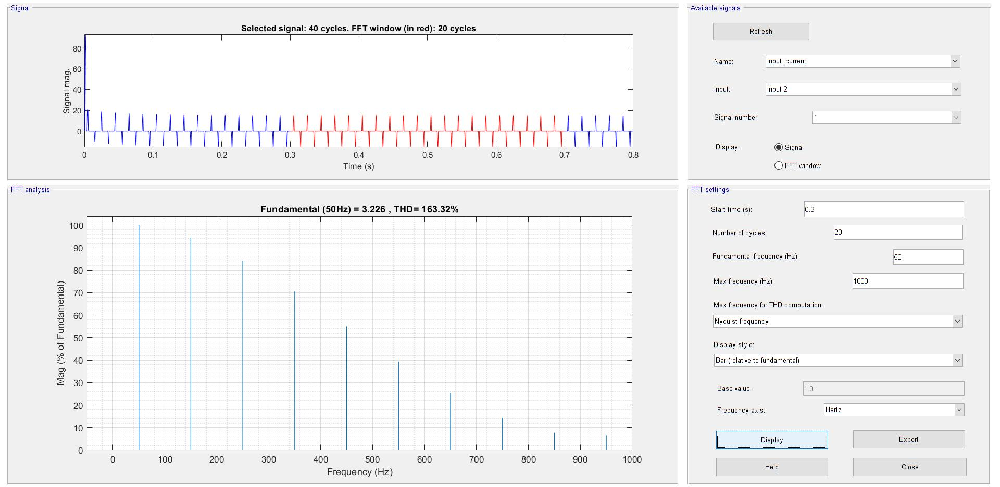 Signal
Selected signal: 40 cycles. FFT window (in red): 20 cycles
Signal mag.
80
60
40
20
0
0 0.1 0.2 0.3 0.4 0.5 0.6 0.7 0.8
Time (s)
Available signals
Refresh
Name: input_current
Input: input 2
Signal number: 1
Display: Signal
FFT window
FFT analysis
Fundamental (50Hz) = 3.226 , THD= 163.32%
Mag (% of Fundamental)
100
90
80
70
60
50
40
30
20
10
0
0 100 200 300 400 500 600 700 800 900 1000
Frequency (Hz)
FFT settings
Start time (s): 0.3
Number of cycles: 20
Fundamental frequency (Hz): 50
Max frequency (Hz): 1000
Max frequency for THD computation:
Nyquist frequency
Display style:
Bar (relative to fundamental)
Base value: 1.0
Frequency axis: Hertz
Display Export
Help Close